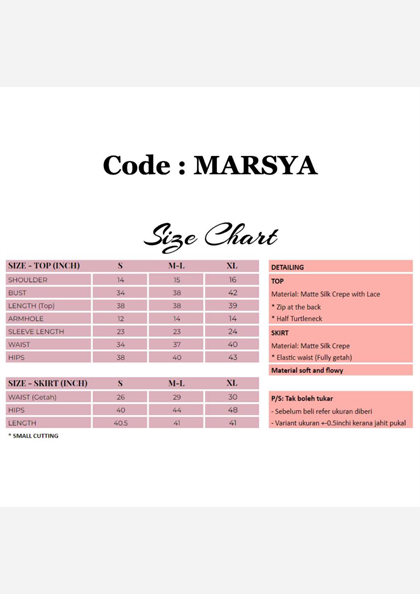 Code : MARSYA
Size Chart
SIZE - TOP (INCH) S M-L XL
SHOULDER 14 15 16
BUST 34 38 42
LENGTH (Top) 38 38 39
ARMHOLE 12 14 14
SLEEVE LENGTH 23 23 24
WAIST 34 37 40
HIPS 38 40 43
SIZE - SKIRT (INCH) S M-L XL
WAIST (Getah) 26 29 30
HIPS 40 44 48
LENGTH 40.5 41 41
* SMALL CUTTING
DETAILING
TOP
Material: Matte Silk Crepe with Lace
* Zip at the back
* Half Turtleneck
SKIRT
Material: Matte Silk Crepe
* Elastic waist (Fully getah)
Material soft and flowy
P/S: Tak boleh tukar
- Sebelum beli refer ukuran diberi
- Variant ukuran +-0.5inchi kerana jahit pukal